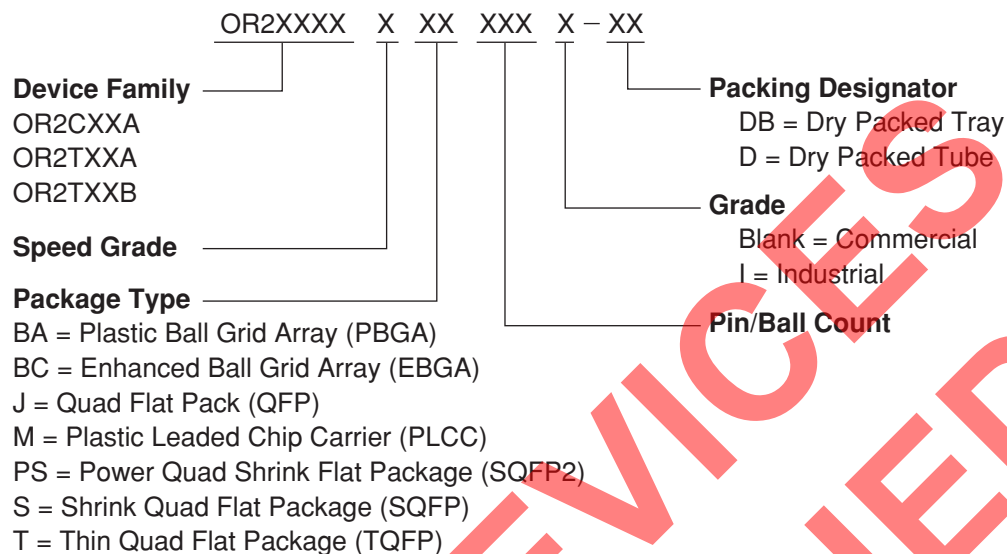 OR2XXXX X XX XXX X – XX
Device Family
OR2CXXA
OR2TXXA
OR2TXXB
Speed Grade
Package Type
BA = Plastic Ball Grid Array (PBGA)
BC = Enhanced Ball Grid Array (EBGA)
J = Quad Flat Pack (QFP)
M = Plastic Leaded Chip Carrier (PLCC)
PS = Power Quad Shrink Flat Package (SQFP2)
S = Shrink Quad Flat Package (SQFP)
T = Thin Quad Flat Package (TQFP)
Packing Designator
DB = Dry Packed Tray
D = Dry Packed Tube
Grade
Blank = Commercial
I = Industrial
Pin/Ball Count
EVICES